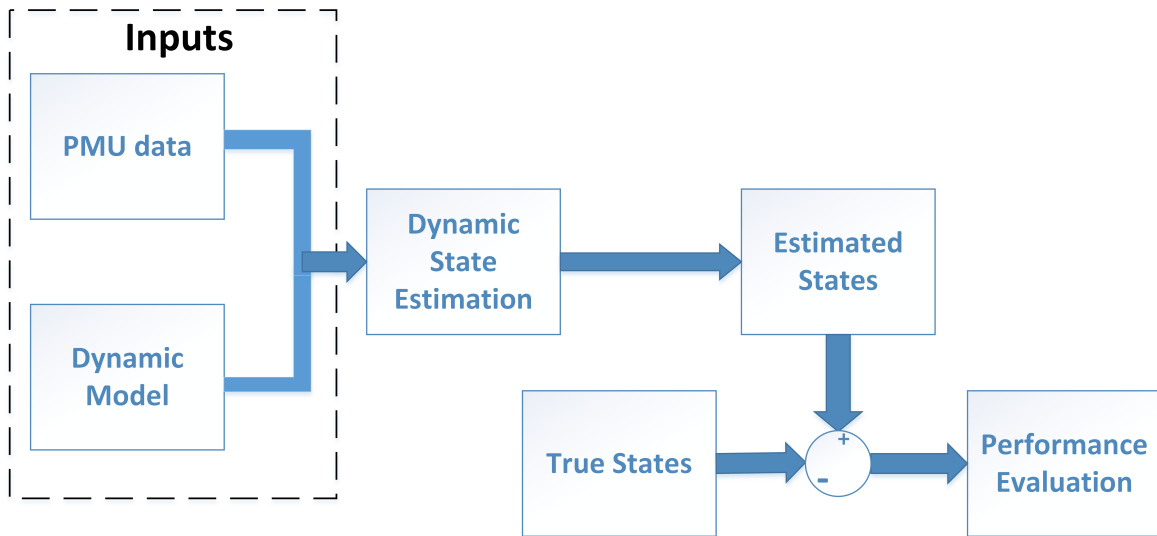 Inputs
PMU data
Dynamic
Model
Dynamic
State
Estimation
Estimated
States
True States
+
-
Performance
Evaluation